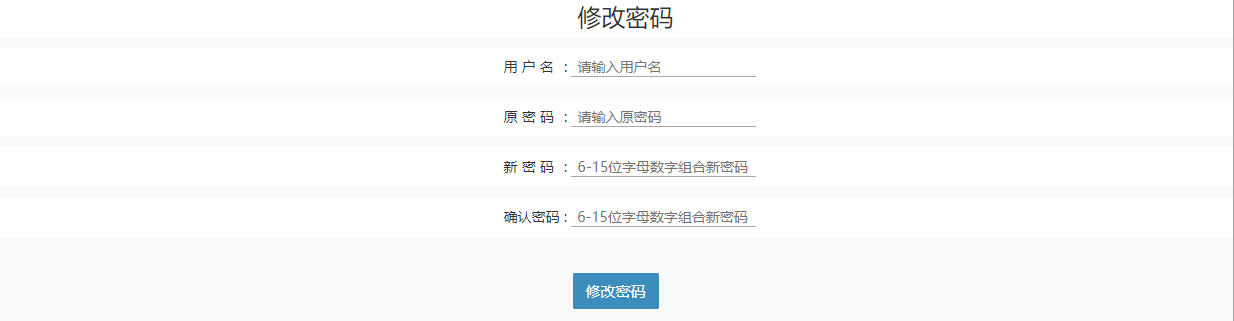 修改密码
用 户 名 ：请输入用户名
原 密 码 ：请输入原密码
新 密 码 ：6-15位字母数字组合新密码
确认密码：6-15位字母数字组合新密码
修改密码